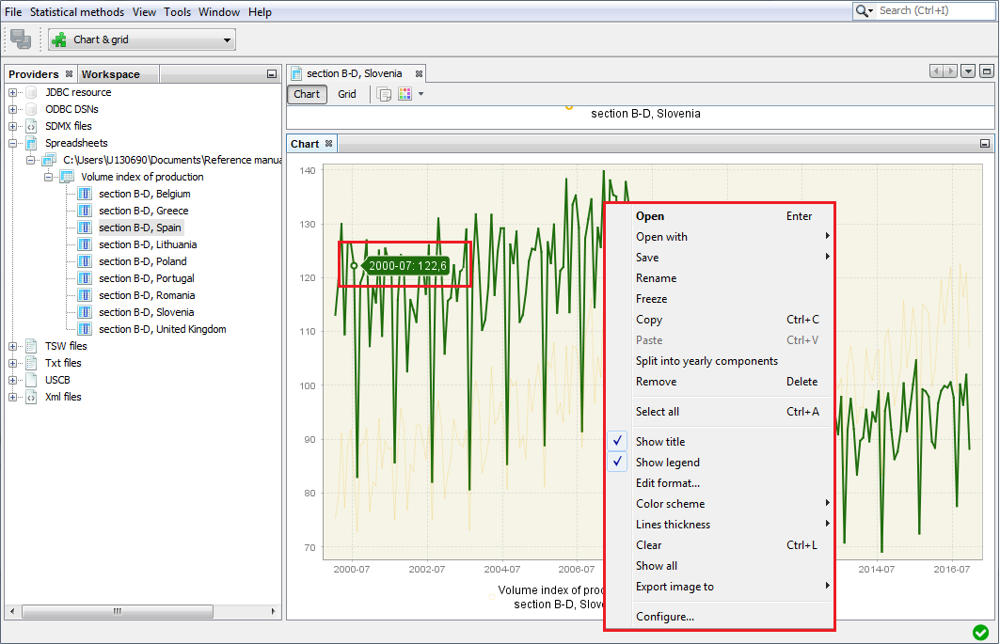 File Statistical methods View Tools Window Help
Search (Ctrl+I)
Chart & grid
Providers Workspace
JDBC resource
ODBC DSNs
SDMX files
Spreadsheets
C:\Users\U130690\Documents\Reference manua
Volume index of production
section B-D, Belgium
section B-D, Greece
section B-D, Spain
section B-D, Lithuania
section B-D, Poland
section B-D, Portugal
section B-D, Romania
section B-D, Slovenia
section B-D, United Kingdom
TSW files
Txt files
USCB
Xml files
section B-D, Slovenia
Chart Grid
section B-D, Slovenia
Chart
140
130
120
110
100
90
80
70
2000-07:122,6
2000-07 2002-07 2004-07 2006-07 2014-07 2016-07
Volume index of prod
section B-D, Slove
Open Enter
Open with
Save
Rename
Freeze
Copy Ctrl+C
Paste Ctrl+V
Split into yearly components
Remove Delete
Select all Ctrl+A
Show title
Show legend
Edit format...
Color scheme
Lines thickness
Clear Ctrl+L
Show all
Export image to
Configure...